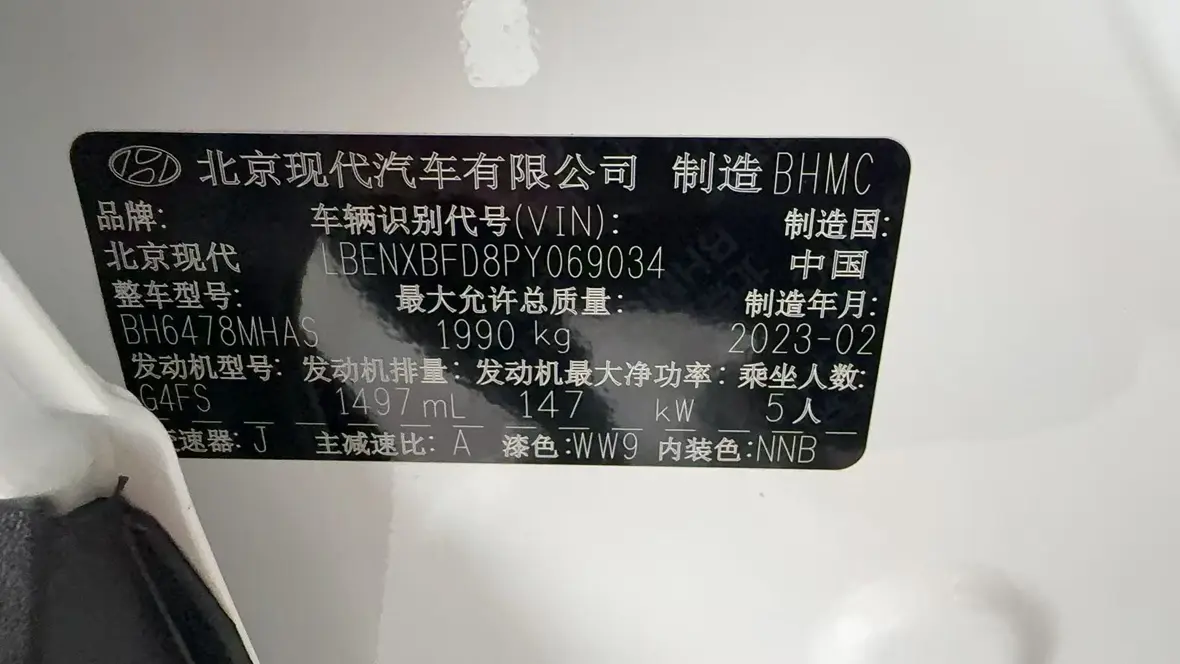 北京现代汽车有限公司 制造 BHMC
品牌: 车辆识别代号(VIN): 制造国:
北京现代 LBENXBFD8PY069034 中国
整车型号: 最大允许总质量: 制造年月:
BH6478MHAS 1990 kg 2023-02
发动机型号: 发动机排量: 发动机最大净功率: 乘坐人数:
G4FS 1497 mL 147 kW 5人
速器: J 主减速比: A 漆色:WW9 内装色:NNB